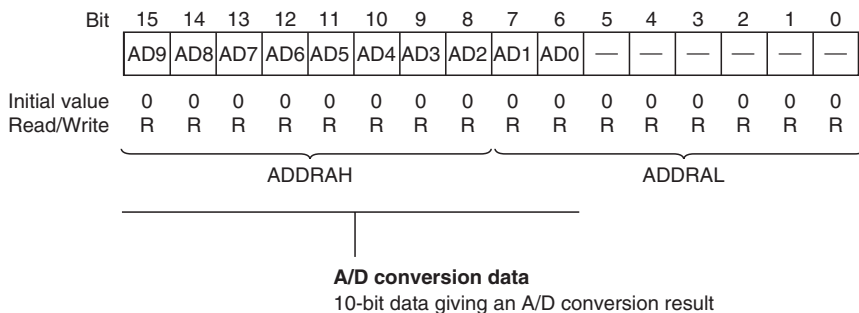 Bit 15 14 13 12 11 10 9 8 7 6 5 4 3 2 1 0
AD9 AD8 AD7 AD6 AD5 AD4 AD3 AD2 AD1 AD0 — — — — — —
Initial value 0 0 0 0 0 0 0 0 0 0 0 0 0 0 0 0
Read/Write R R R R R R R R R R R R R R R R
ADDRAH ADDRAL
A/D conversion data
10-bit data giving an A/D conversion result